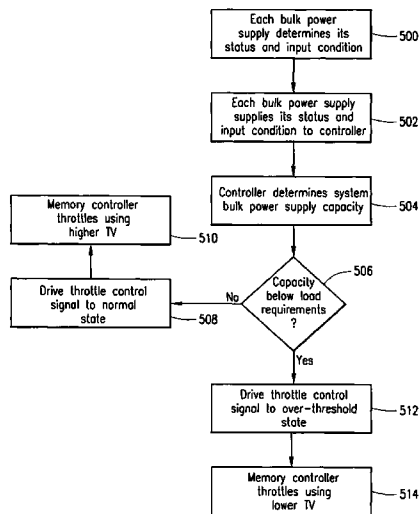 Each bulk power
supply determines its
status and input condition
500
Each bulk power supply
supplies its status and
input condition to controller
502
Controller determines system
bulk power supply capacity
504
Capacity
below load
requirements
?
506
No
Drive throttle control
signal to normal
state
508
Memory controller
throttles using
higher TV
510
Yes
Drive throttle control
signal to over-threshold
state
512
Memory controller
throttles using
lower TV
514